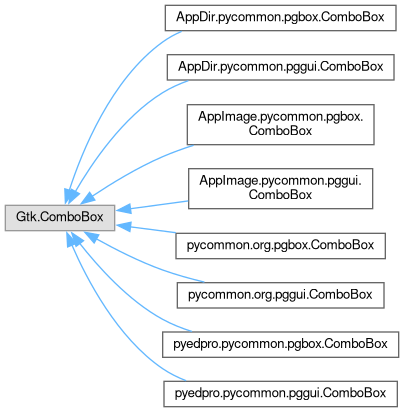 AppDir.pycommon.pgbox.ComboBox
AppDir.pycommon.pggui.ComboBox
AppImage.pycommon.pgbox.
ComboBox
AppImage.pycommon.pggui.
ComboBox
Gtk.ComboBox
pycommon.org.pgbox.ComboBox
pycommon.org.pggui.ComboBox
pyedpro.pycommon.pgbox.ComboBox
pyedpro.pycommon.pggui.ComboBox